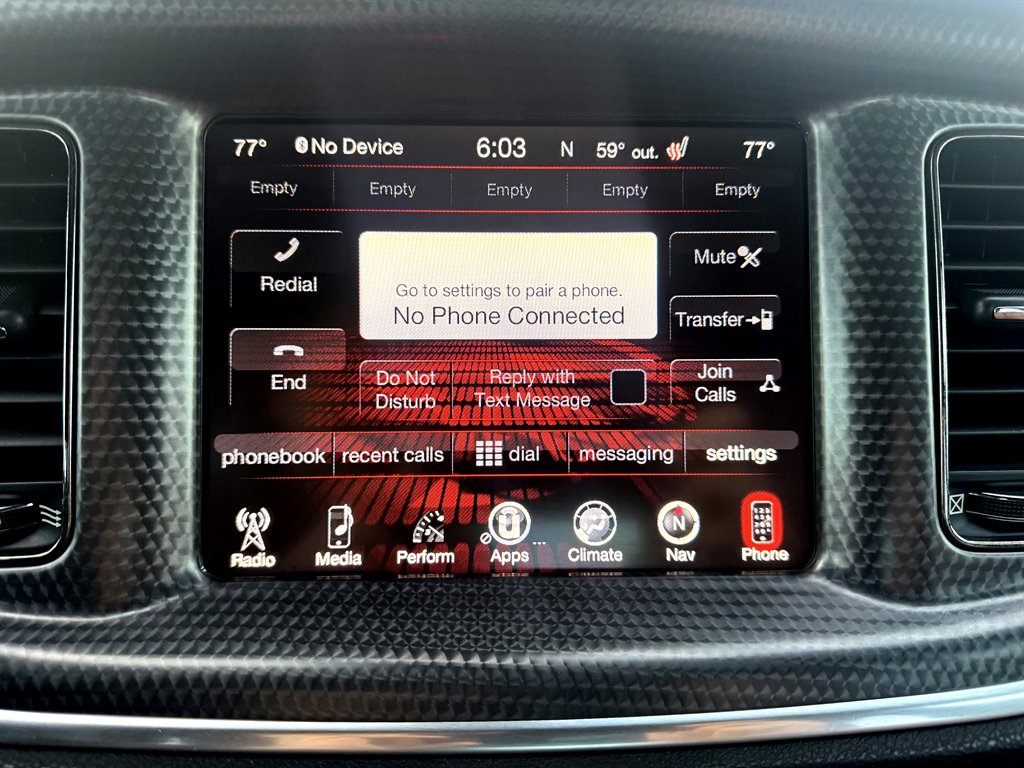 77° No Device 6:03 N 59° out. 77°
Empty Empty Empty Empty Empty
Redial
Go to settings to pair a phone.
No Phone Connected
Mute
Transfer
End
Do Not
Disturb
Reply with
Text Message
Join
Calls
phonebook recent calls dial messaging settings
Radio Media Perform Apps ... Climate N Nav Phone